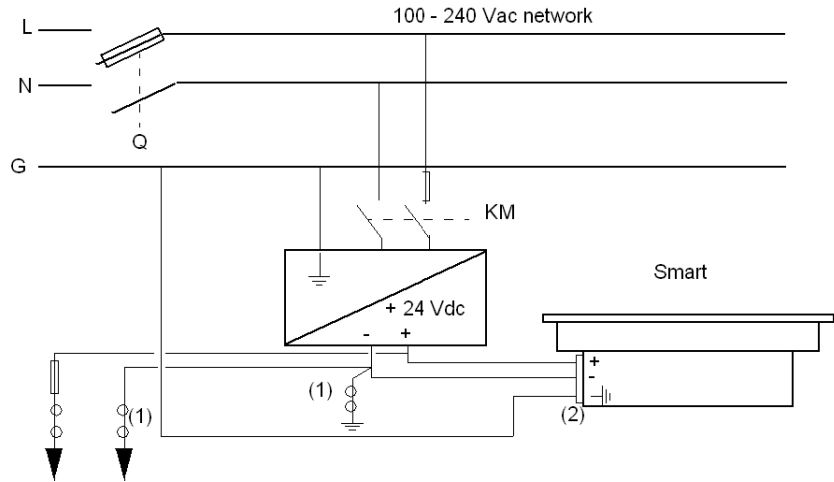 100 - 240 Vac network
L
N
Q
G
KM
Smart
+ 24 Vdc
- +
+
-
(1)
(1)
(2)